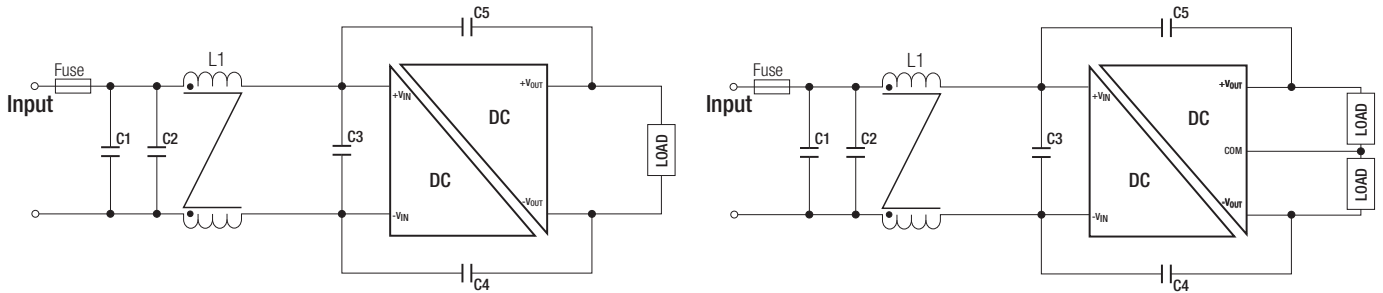 C5
L1
Fuse
Input
+VIN
+VOUT
DC
C1
C2
C3
LOAD
DC
-VIN
-VOUT
C4
C5
L1
Fuse
Input
+VIN
+VOUT
DC
LOAD
C1
C2
C3
COM
DC
LOAD
-VIN
-VOUT
C4